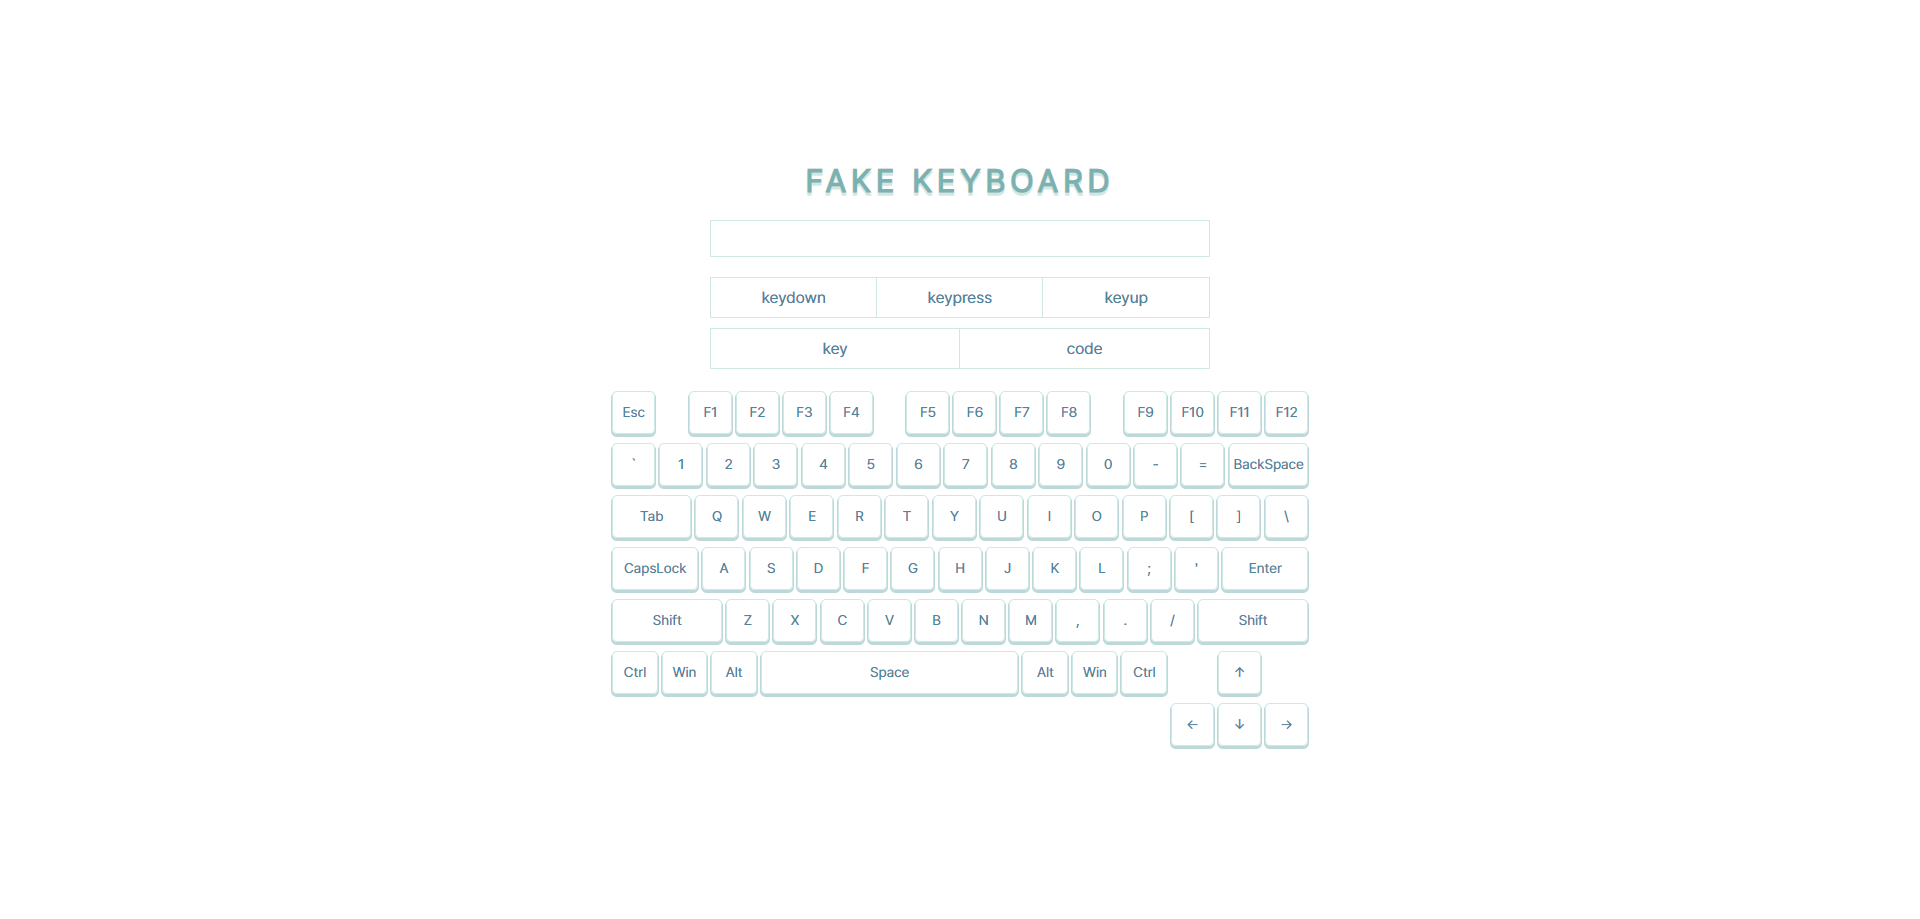 FAKE KEYBOARD
keydown keypress keyup
key code
Esc F1 F2 F3 F4 F5 F6 F7 F8 F9 F10 F11 F12
` 1 2 3 4 5 6 7 8 9 0 - = BackSpace
Tab Q W E R T Y U I O P [ ] \
CapsLock A S D F G H J K L ; ' Enter
Shift Z X C V B N M , . / Shift
Ctrl Win Alt Space Alt Win Ctrl ↑
← ↓ →